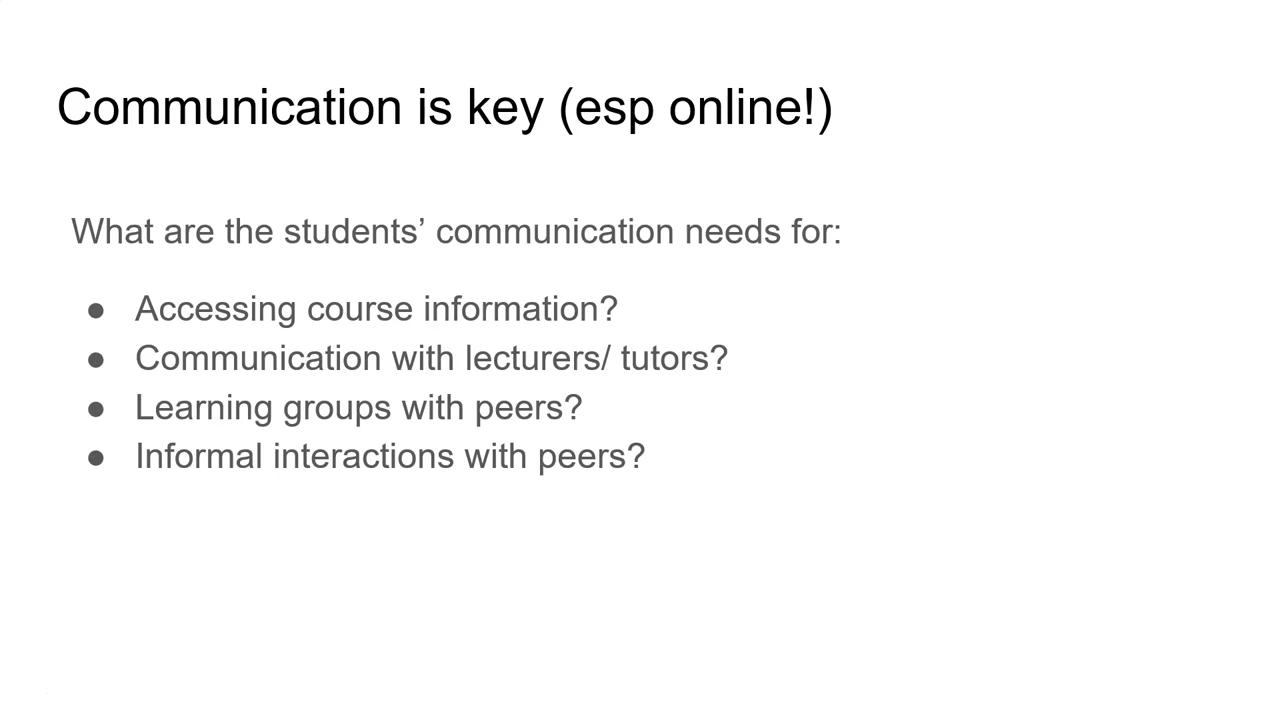 Communication is key (esp online!)
What are the students’ communication needs for:
● Accessing course information?
● Communication with lecturers/ tutors?
● Learning groups with peers?
● Informal interactions with peers?